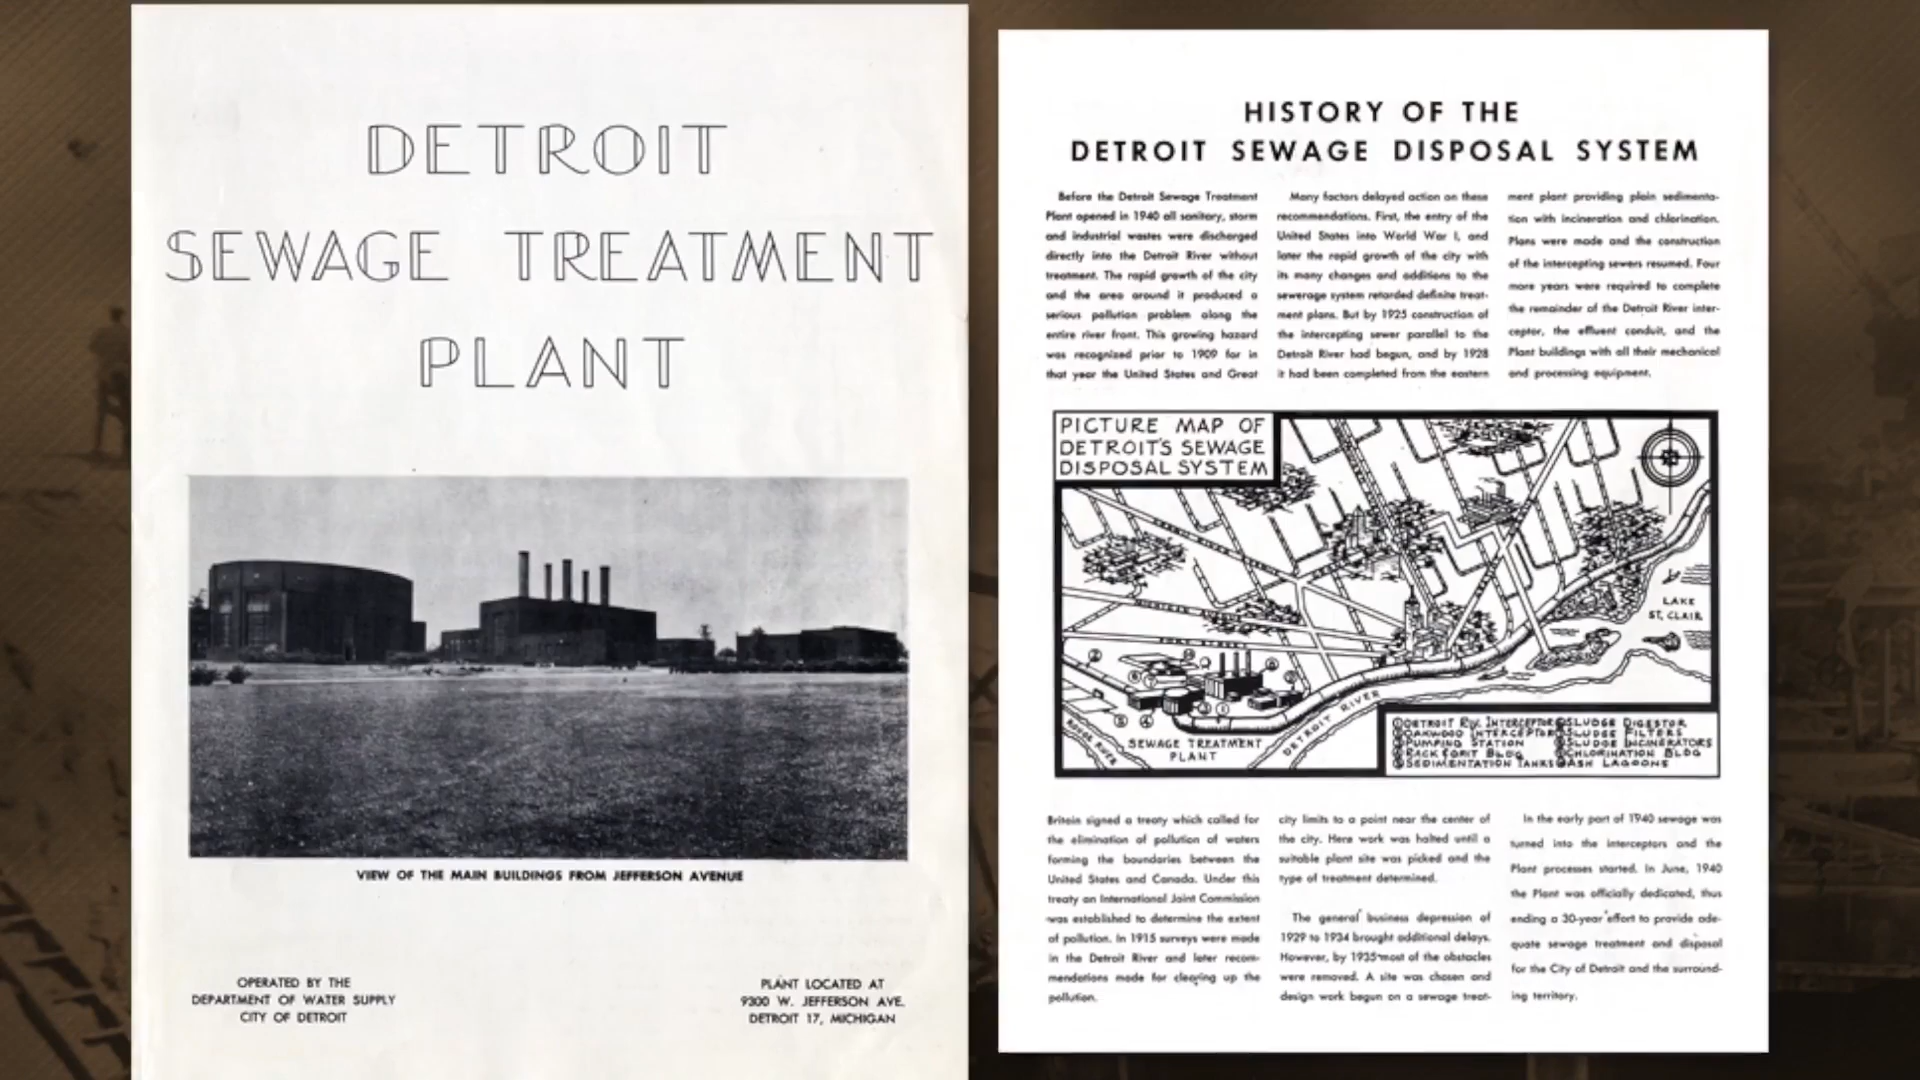 DETROIT
SEWAGE TREATMENT
PLANT
VIEW OF THE MAIN BUILDINGS FROM JEFFERSON AVENUE
OPERATED BY THE
DEPARTMENT OF WATER SUPPLY
CITY OF DETROIT
PLANT LOCATED AT
9300 W. JEFFERSON AVE.
DETROIT 17, MICHIGAN
HISTORY OF THE
DETROIT SEWAGE DISPOSAL SYSTEM
Before the Detroit Sewage Treatment
Plant opened in 1940 all sanitary, storm
and industrial wastes were discharged
directly into the Detroit River without
treatment. The rapid growth of the city
and the area around it produced a
serious pollution problem along the
entire river front. This growing hazard
was recognized prior to 1909 for in
that year the United States and Great
Many factors delayed action on these
recommendations. First, the entry of the
United States into World War I, and
later the rapid growth of the city with
its many changes and additions to the
sewerage system retarded definite treat-
ment plans. But by 1925 construction of
the intercepting sewer parallel to the
Detroit River had begun, and by 1928
it had been completed from the eastern
ment plant providing plain sedimenta-
tion with incineration and chlorination.
Plans were made and the construction
of the intercepting sewers resumed. Four
more years were required to complete
the remainder of the Detroit River inter-
ceptor, the effluent conduit, and the
Plant buildings with all their mechanical
and processing equipment.
PICTURE MAP OF
DETROIT'S SEWAGE
DISPOSAL SYSTEM
LAKE
ST. CLAIR
DETROIT RIVER
ROUGE RIVER
SEWAGE TREATMENT
PLANT
DETROIT RIV. INTERCEPTOR
OAKWOOD INTERCEPTOR
PUMPING STATION
RACK & GRIT BLDG
SEDIMENTATION TANKS
SLUDGE DIGESTOR
SLUDGE FILTERS
SLUDGE INCINERATORS
CHLORINATION BLDG
ASH LAGOONS
Britain signed a treaty which called for
the elimination of pollution of waters
forming the boundaries between the
United States and Canada. Under this
treaty an International Joint Commission
was established to determine the extent
of pollution. In 1915 surveys were made
in the Detroit River and later recom-
mendations made for clearing up the
pollution.
city limits to a point near the center of
the city. Here work was halted until a
suitable plant site was picked and the
type of treatment determined.
The general business depression of
1929 to 1934 brought additional delays.
However, by 1935 most of the obstacles
were removed. A site was chosen and
design work begun on a sewage treat-
In the early part of 1940 sewage was
turned into the interceptors and the
Plant processes started. In June, 1940
the Plant was officially dedicated, thus
ending a 30-year effort to provide ade-
quate sewage treatment and disposal
for the City of Detroit and the surround-
ing territory.